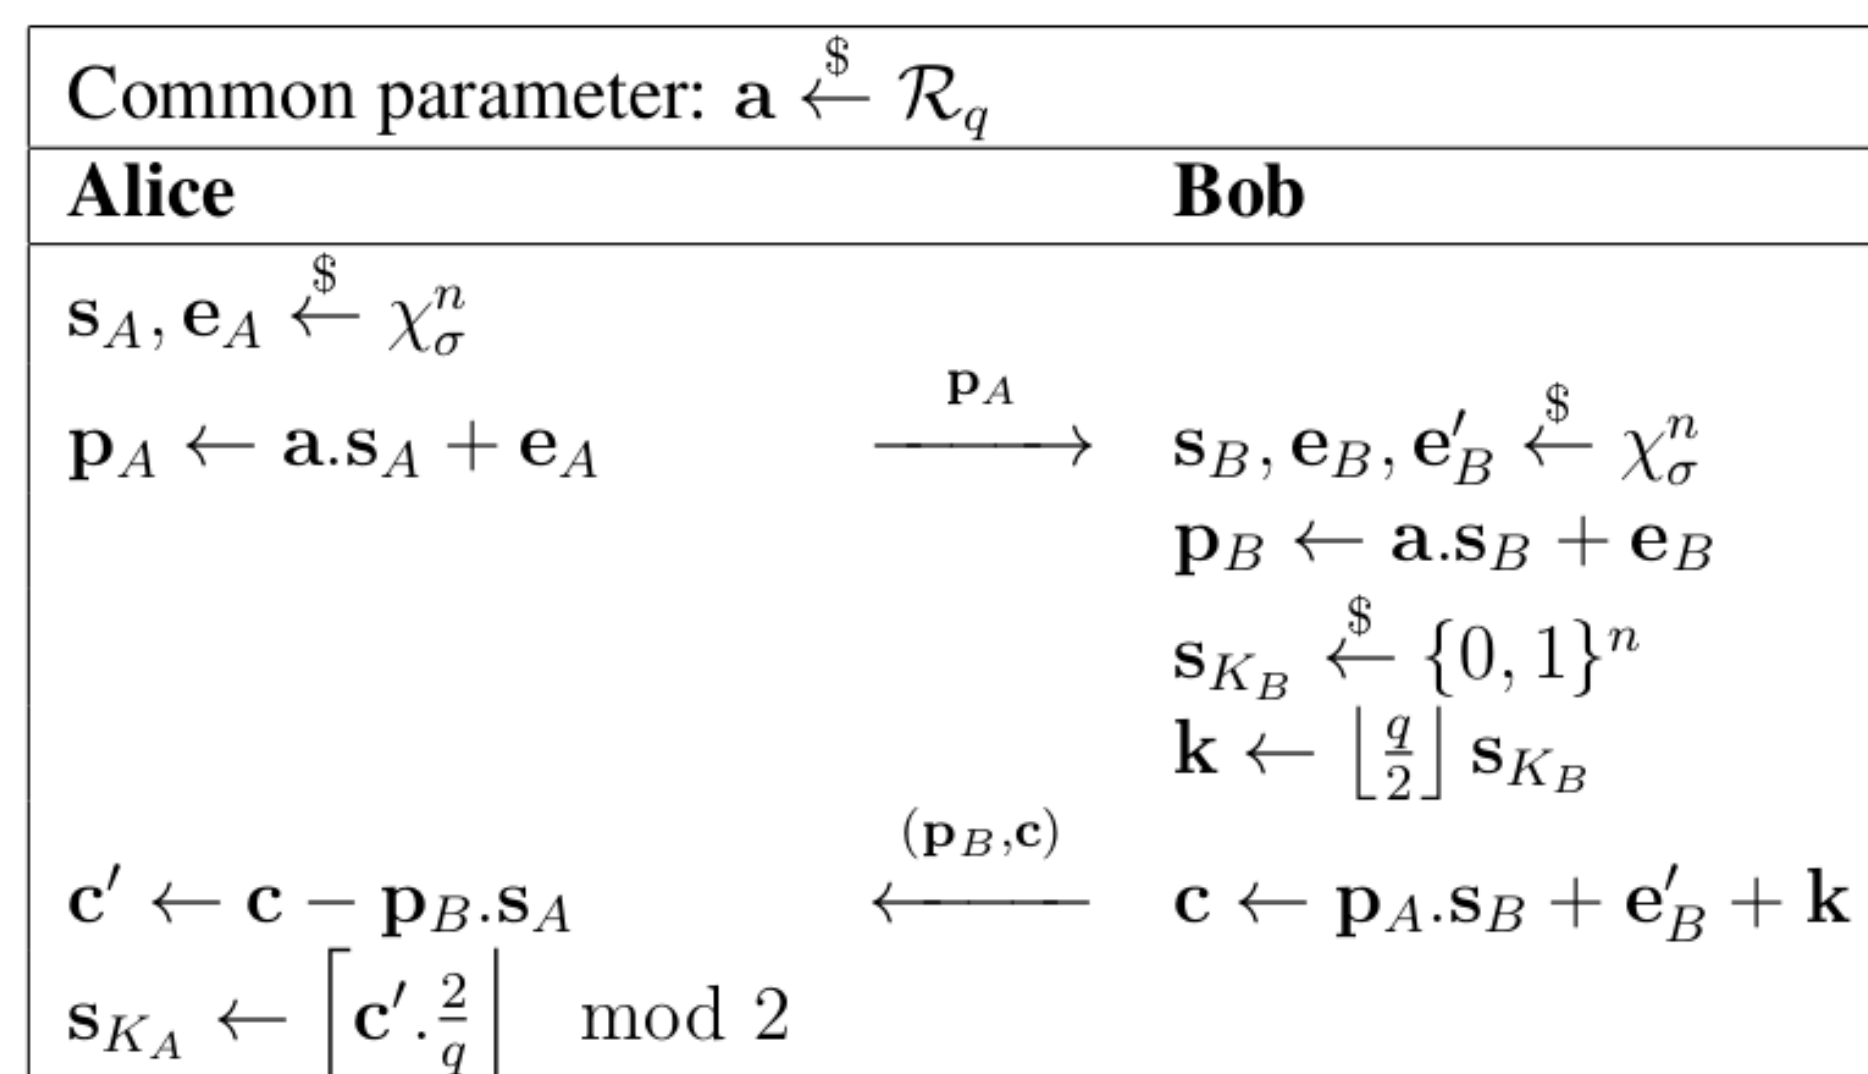 Common parameter: a $← R_q
Alice Bob
s_A, e_A $← χ_σ^n
p_A ← a.s_A + e_A p_A⟶ s_B, e_B, e′_B $← χ_σ^n
p_B ← a.s_B + e_B
s_{K_B} $← {0, 1}^n
k ← ⌊q/2⌋ s_{K_B}
c′ ← c − p_B.s_A (p_B,c)⟵ c ← p_A.s_B + e′_B + k
s_{K_A} ← ⌈c′.2/q| mod 2